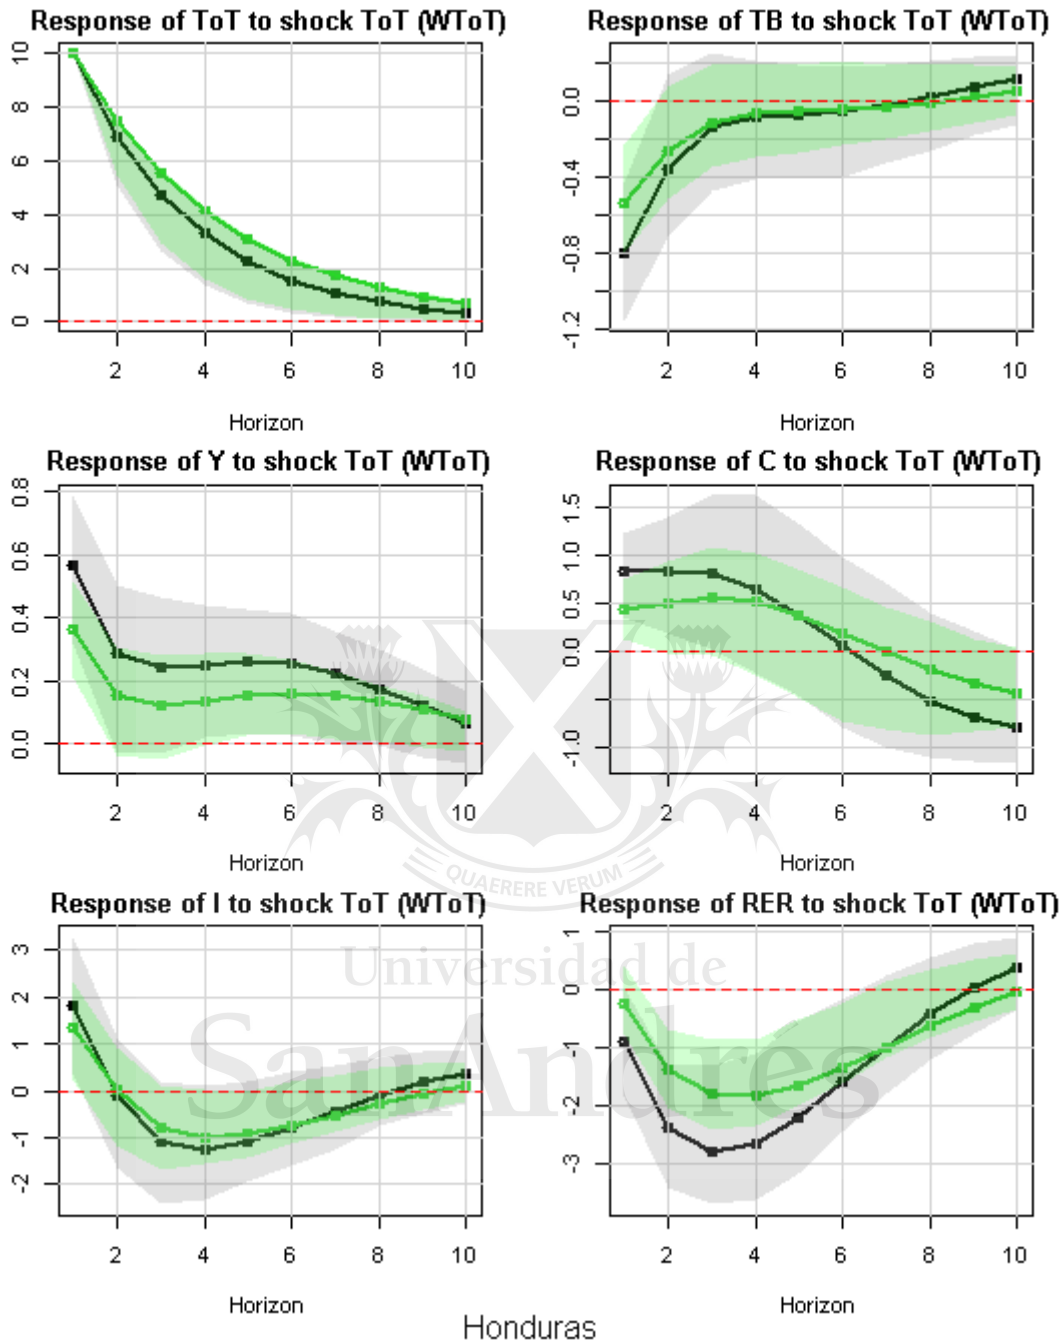 Response of ToT to shock ToT (WToT)
Response of TB to shock ToT (WToT)
10
8
6
4
2
0
0.0
-0.4
-0.8
-1.2
2 4 6 8 10
2 4 6 8 10
Horizon
Horizon
Response of Y to shock ToT (WToT)
Response of C to shock ToT (WToT)
0.8
0.6
0.4
0.2
0.0
1.5
1.0
0.5
0.0
-1.0
2 4 6 8 10
2 4 6 8 10
Horizon
Horizon
QUAERERE VERUM
Response of I to shock ToT (WToT)
Response of RER to shock ToT (WToT)
3
2
1
0
-1
-2
1
0
-1
-2
-3
Universidad de
SanAndrés
2 4 6 8 10
2 4 6 8 10
Horizon
Horizon
Honduras